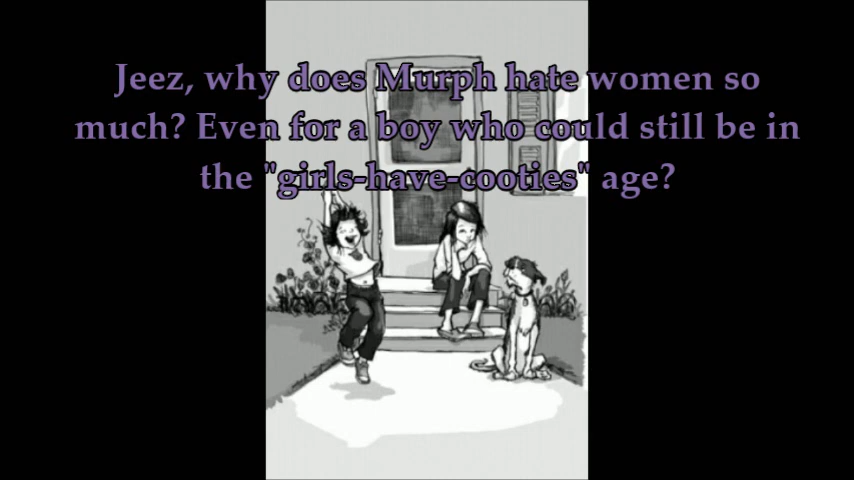 Jeez, why does Murph hate women so
much? Even for a boy who could still be in
the "girls-have-cooties" age?